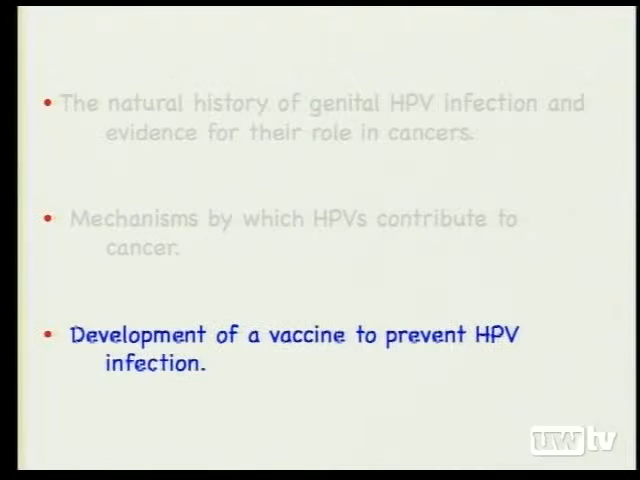 • The natural history of genital HPV infection and
evidence for their role in cancers.
• Mechanisms by which HPVs contribute to
cancer.
• Development of a vaccine to prevent HPV
infection.
uwtv